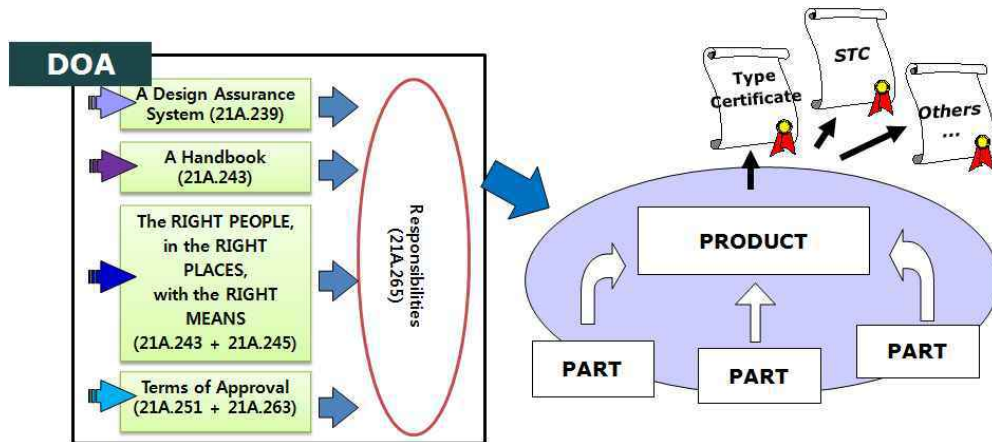 DOA
A Design Assurance
System (21A.239)
A Handbook
(21A.243)
The RIGHT PEOPLE,
in the RIGHT
PLACES,
with the RIGHT
MEANS
(21A.243 + 21A.245)
Terms of Approval
(21A.251 + 21A.263)
Responsibilities
(21A.265)
Type
Certificate
STC
Others
...
PRODUCT
PART
PART
PART